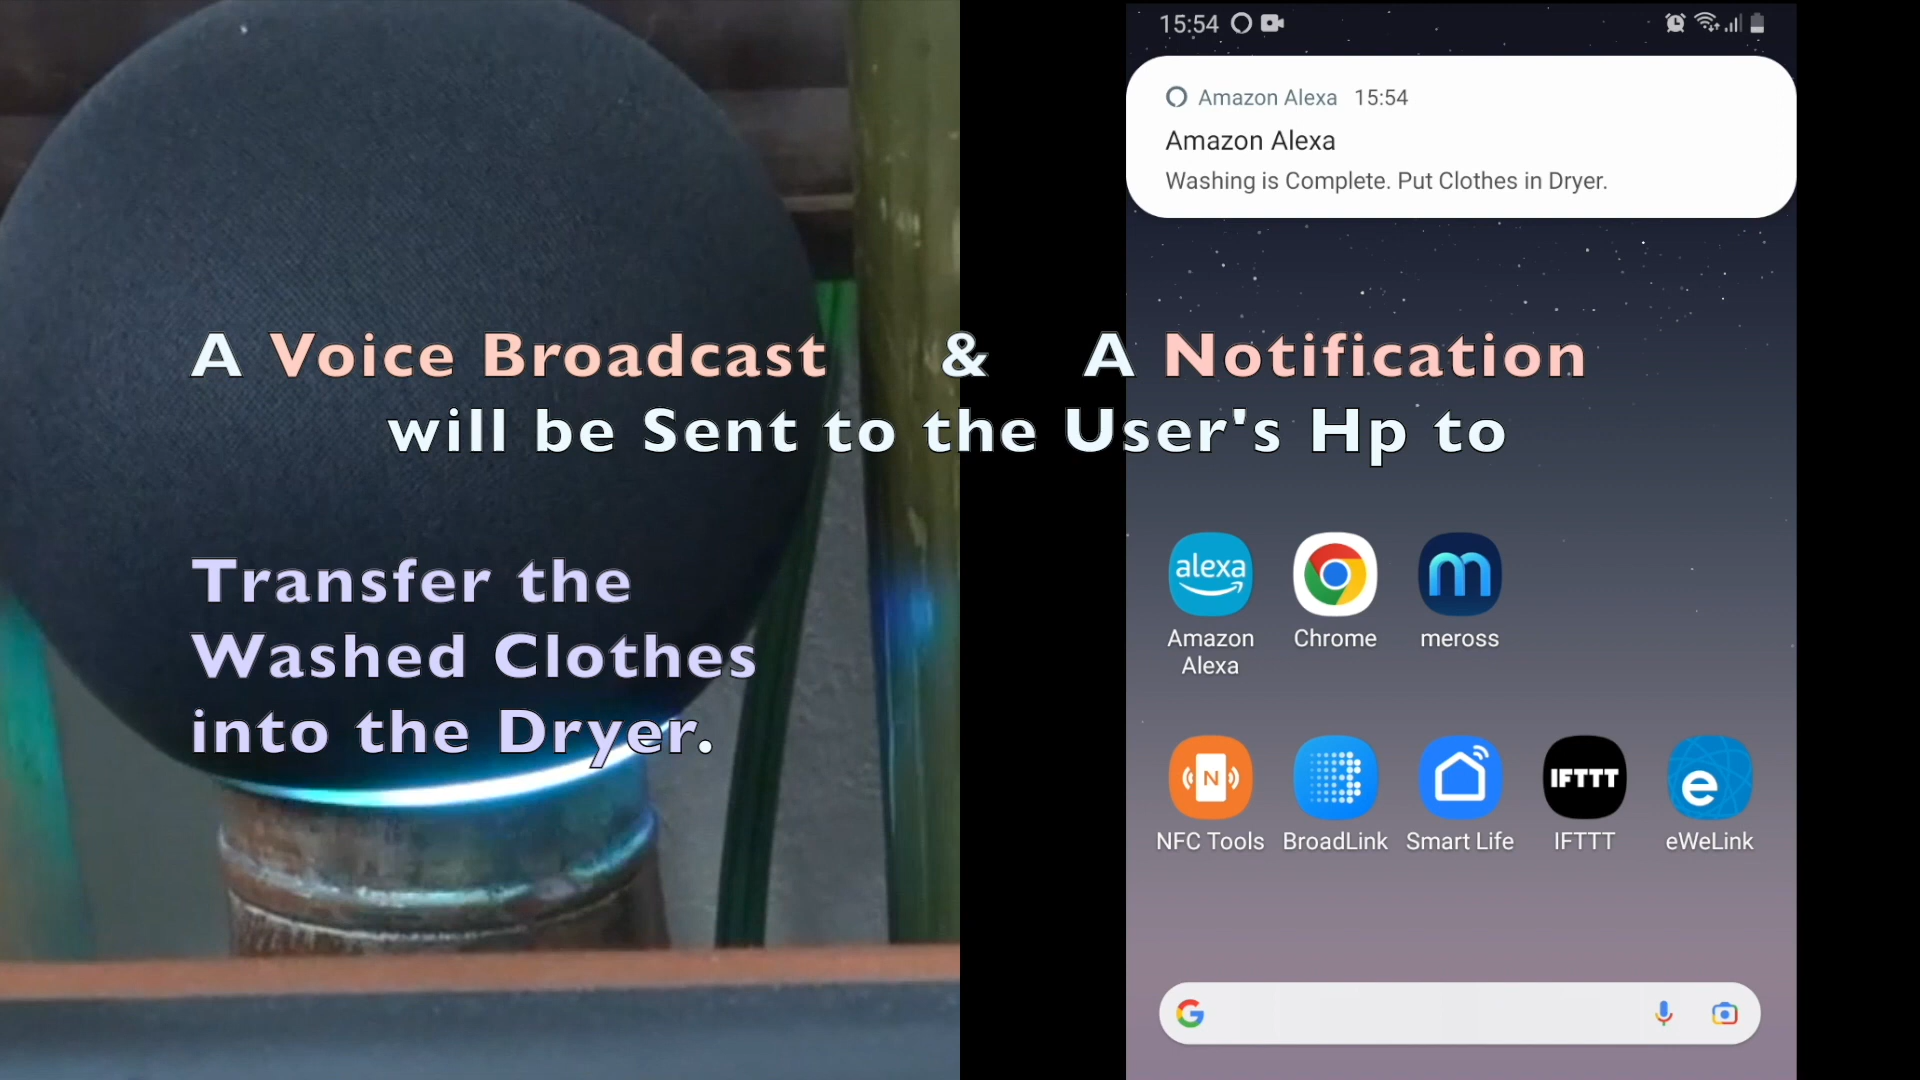 15:54
Amazon Alexa 15:54
Amazon Alexa
Washing is Complete. Put Clothes in Dryer.
A Voice Broadcast & A Notification
will be Sent to the User's Hp to
Transfer the
Washed Clothes
into the Dryer.
alexa
Amazon
Alexa
Chrome
m
meross
N
NFC Tools
BroadLink
Smart Life
IFTTT
IFTTT
e
eWeLink
G